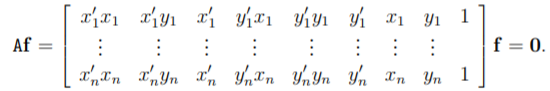 Af = [ x′₁x₁ x′₁y₁ x′₁ y′₁x₁ y′₁y₁ y′₁ x₁ y₁ 1
⋮ ⋮ ⋮ ⋮ ⋮ ⋮ ⋮ ⋮ ⋮
x′ₙxₙ x′ₙyₙ x′ₙ y′ₙxₙ y′ₙyₙ y′ₙ xₙ yₙ 1 ] f = 0.